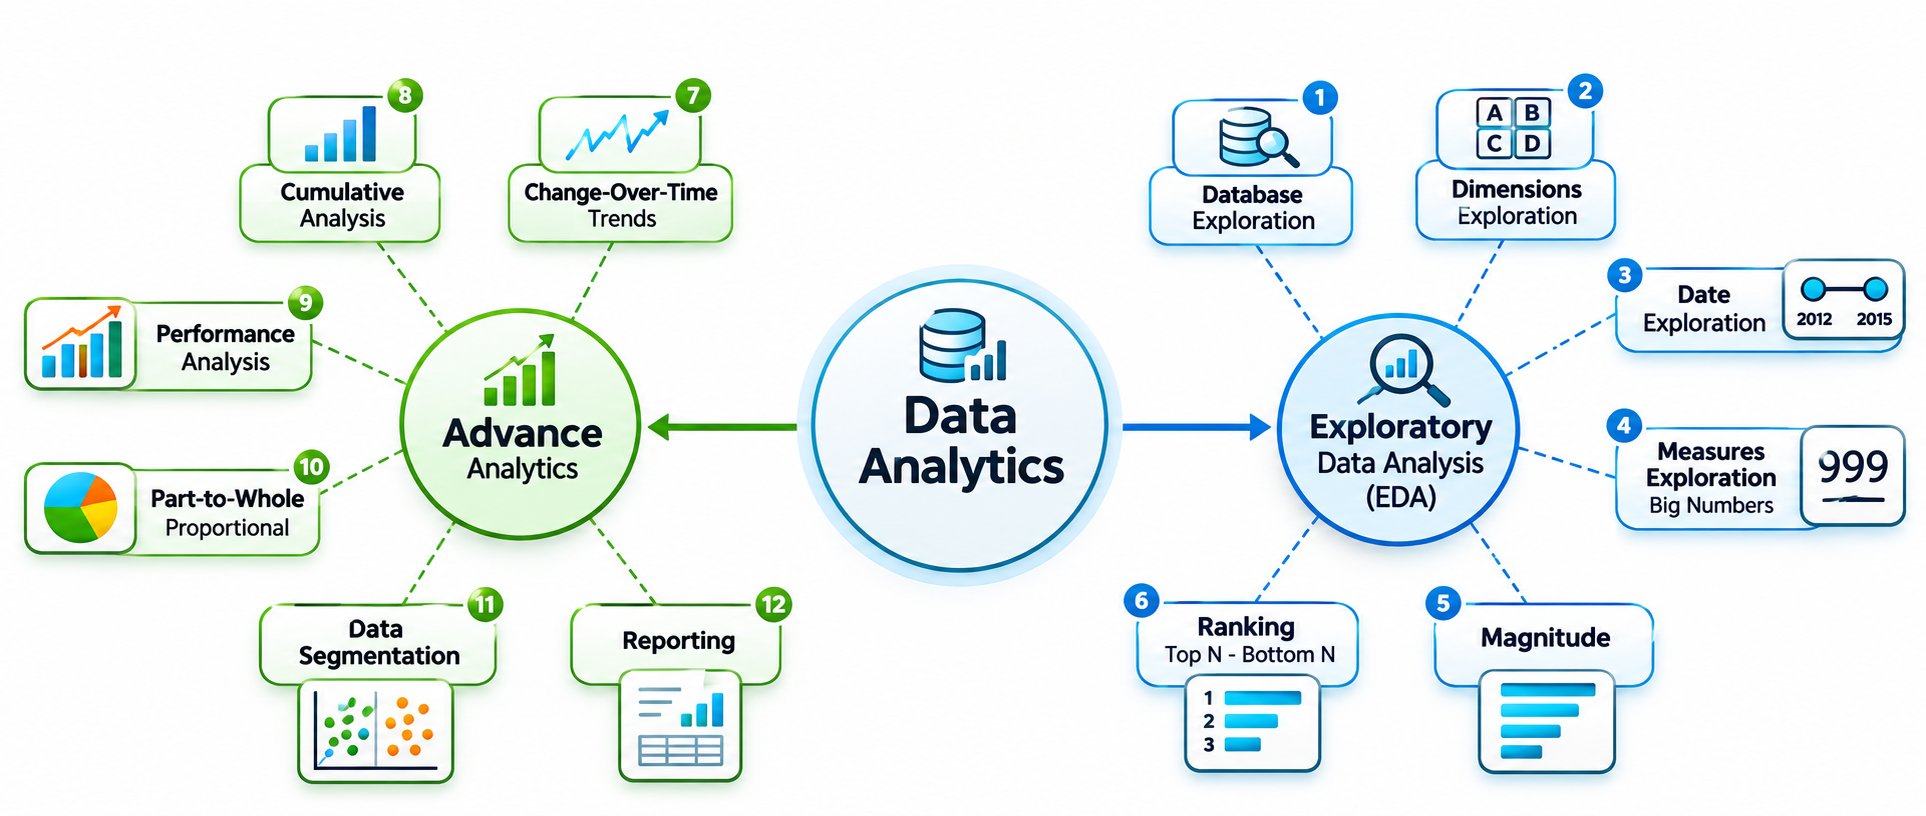 Data
Analytics
Exploratory
Data Analysis
(EDA)
1
Database
Exploration
2
A B
C D
Dimensions
Exploration
3
Date
Exploration
2012 2015
4
Measures
Exploration
Big Numbers
999
5
Magnitude
6
Ranking
Top N - Bottom N
1
2
3
Advance
Analytics
7
Change-Over-Time
Trends
8
Cumulative
Analysis
9
Performance
Analysis
10
Part-to-Whole
Proportional
11
Data
Segmentation
12
Reporting